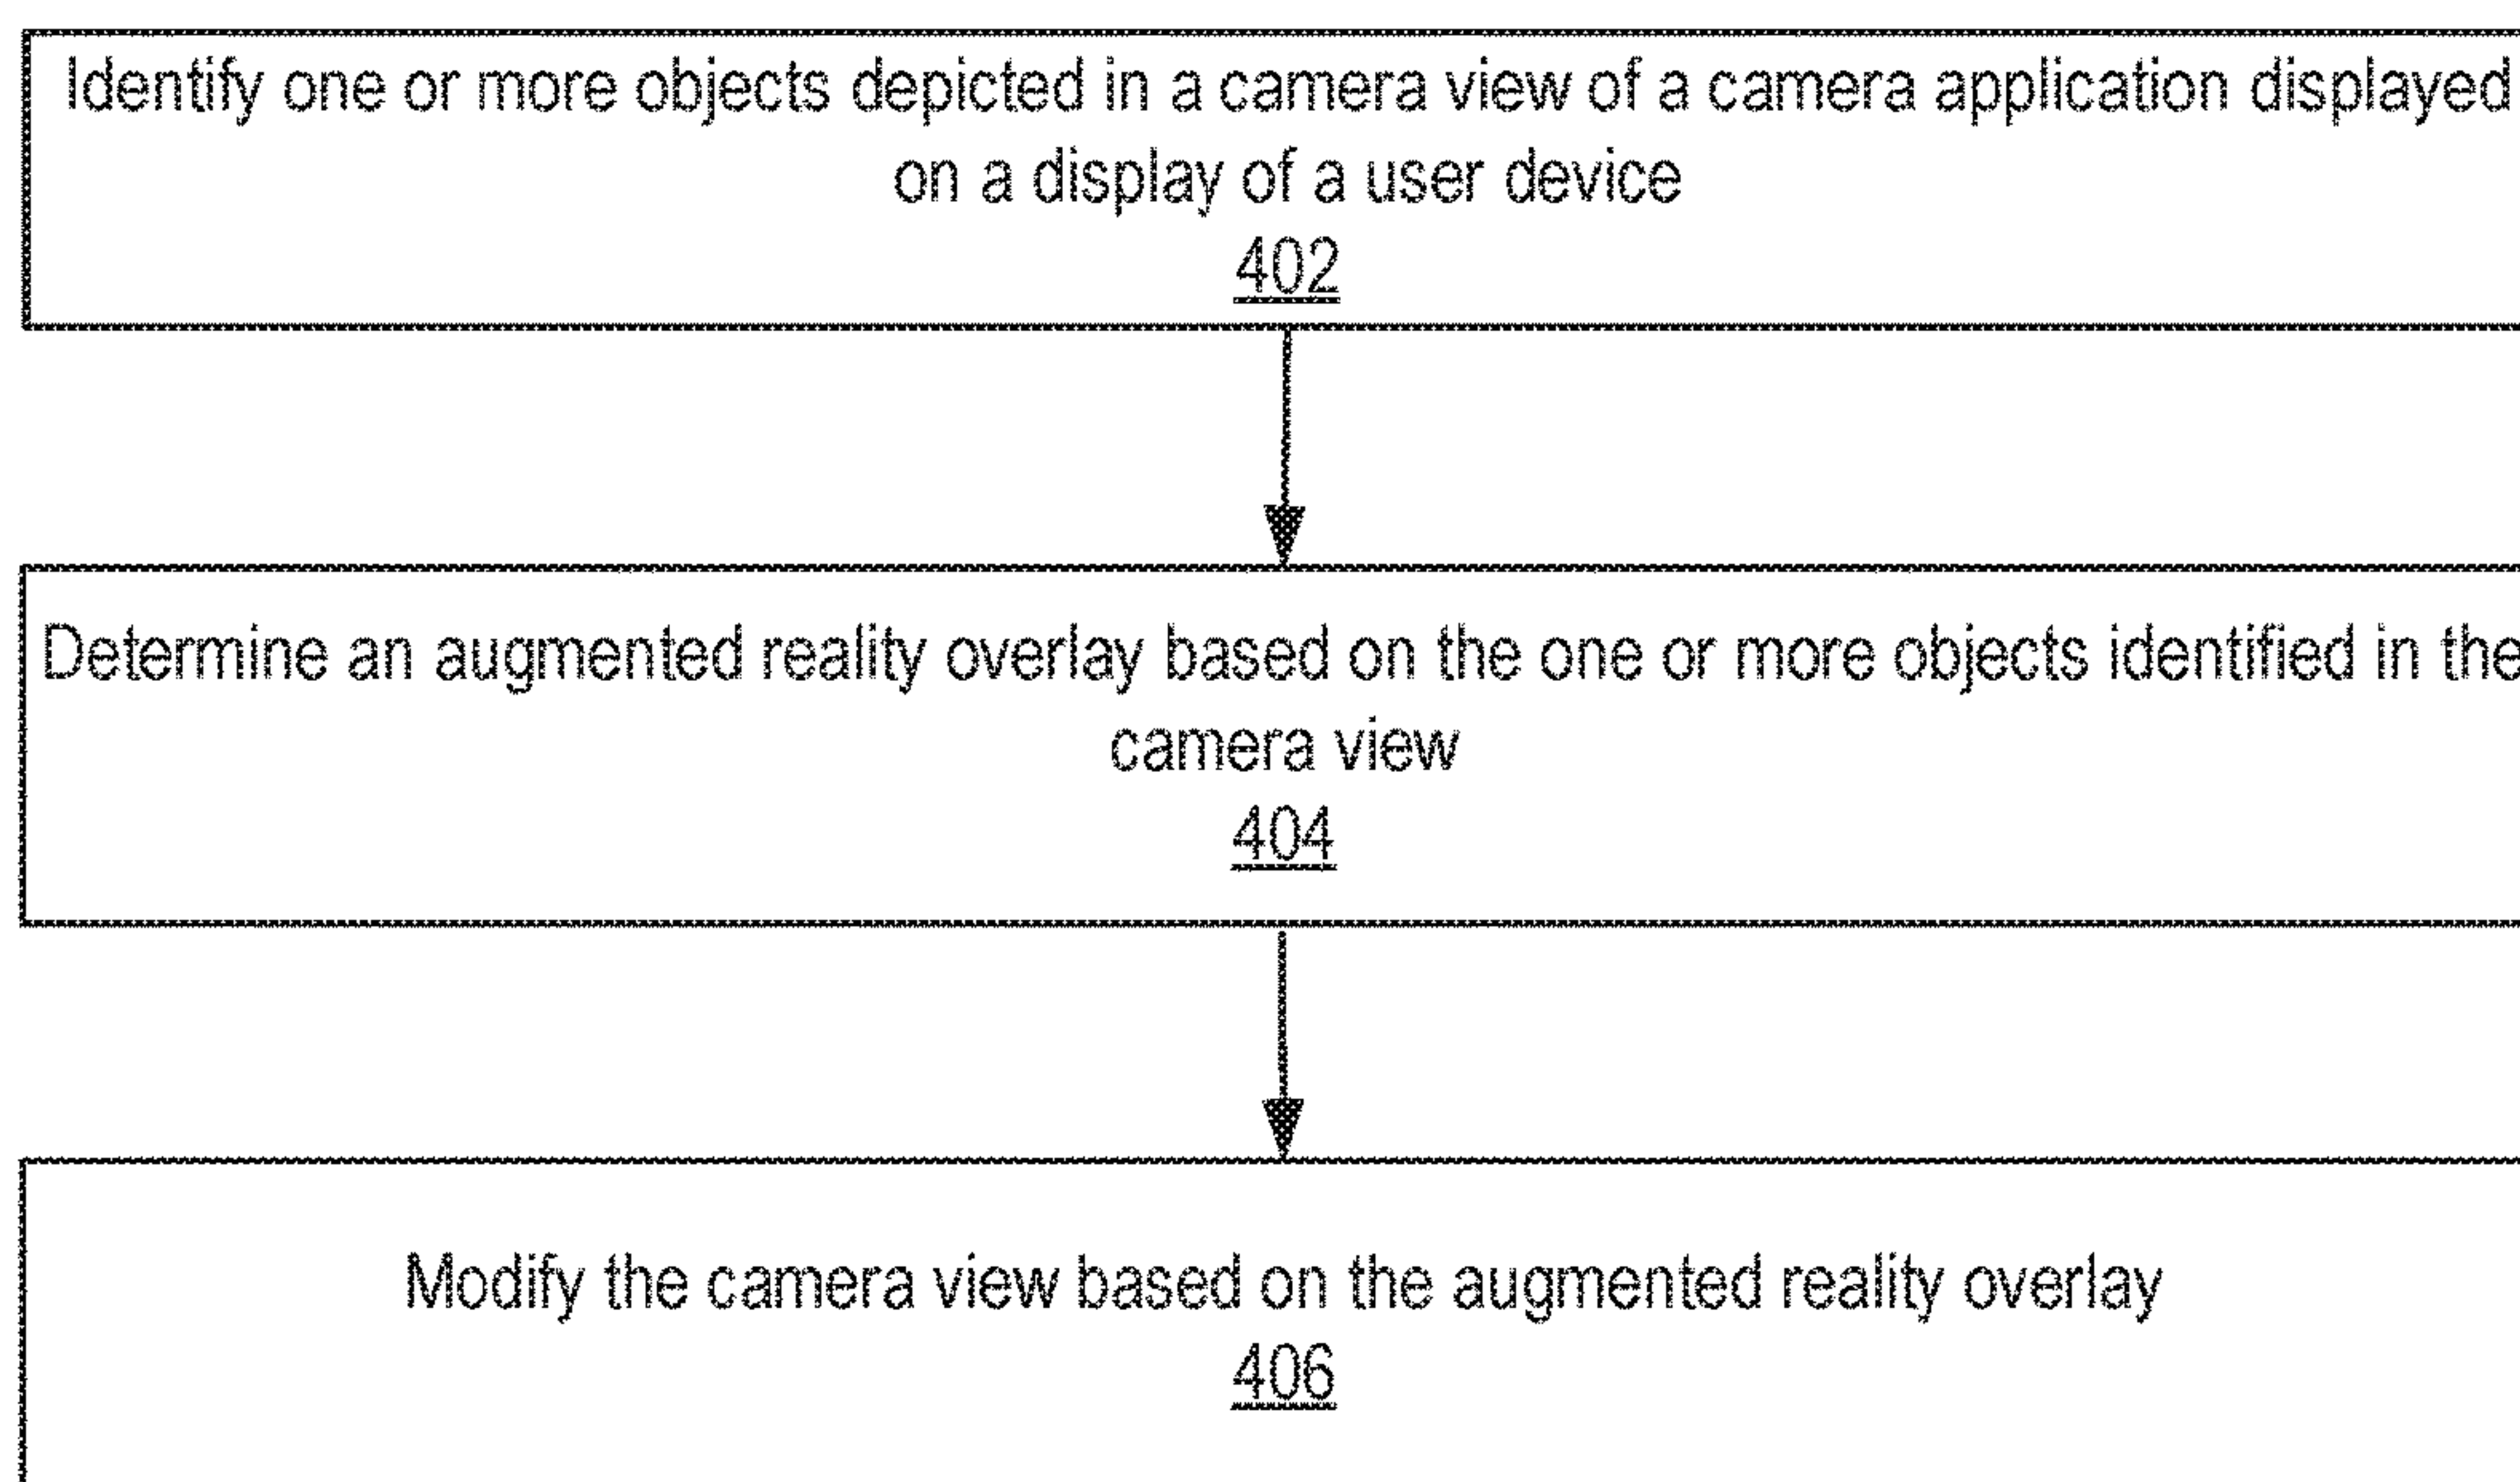 Identify one or more objects depicted in a camera view of a camera application displayed
on a display of a user device
402
Determine an augmented reality overlay based on the one or more objects identified in the
camera view
404
Modify the camera view based on the augmented reality overlay
406